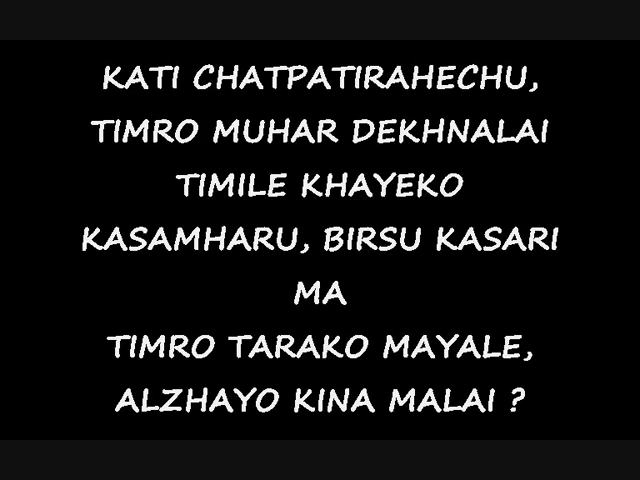 KATI CHATPATIRAHECHU,
TIMRO MUHAR DEKHNALAI
TIMILE KHAYEKO
KASAMHARU, BIRSU KASARI
MA
TIMRO TARAKO MAYALE,
ALZHAYO KINA MALAI ?